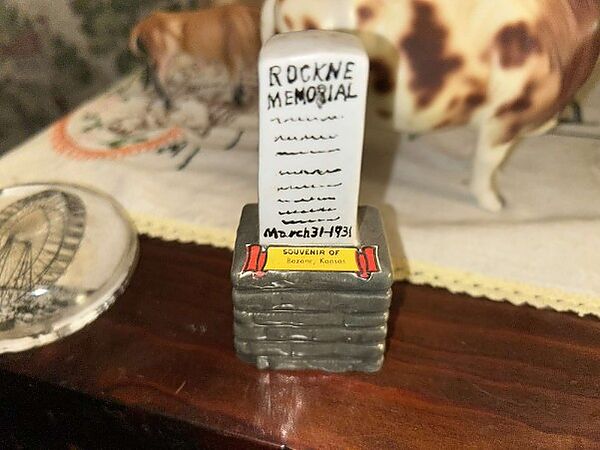 ROCKNE
MEMORIAL
March 31-1931
SOUVENIR OF
Bazaar, Kansas